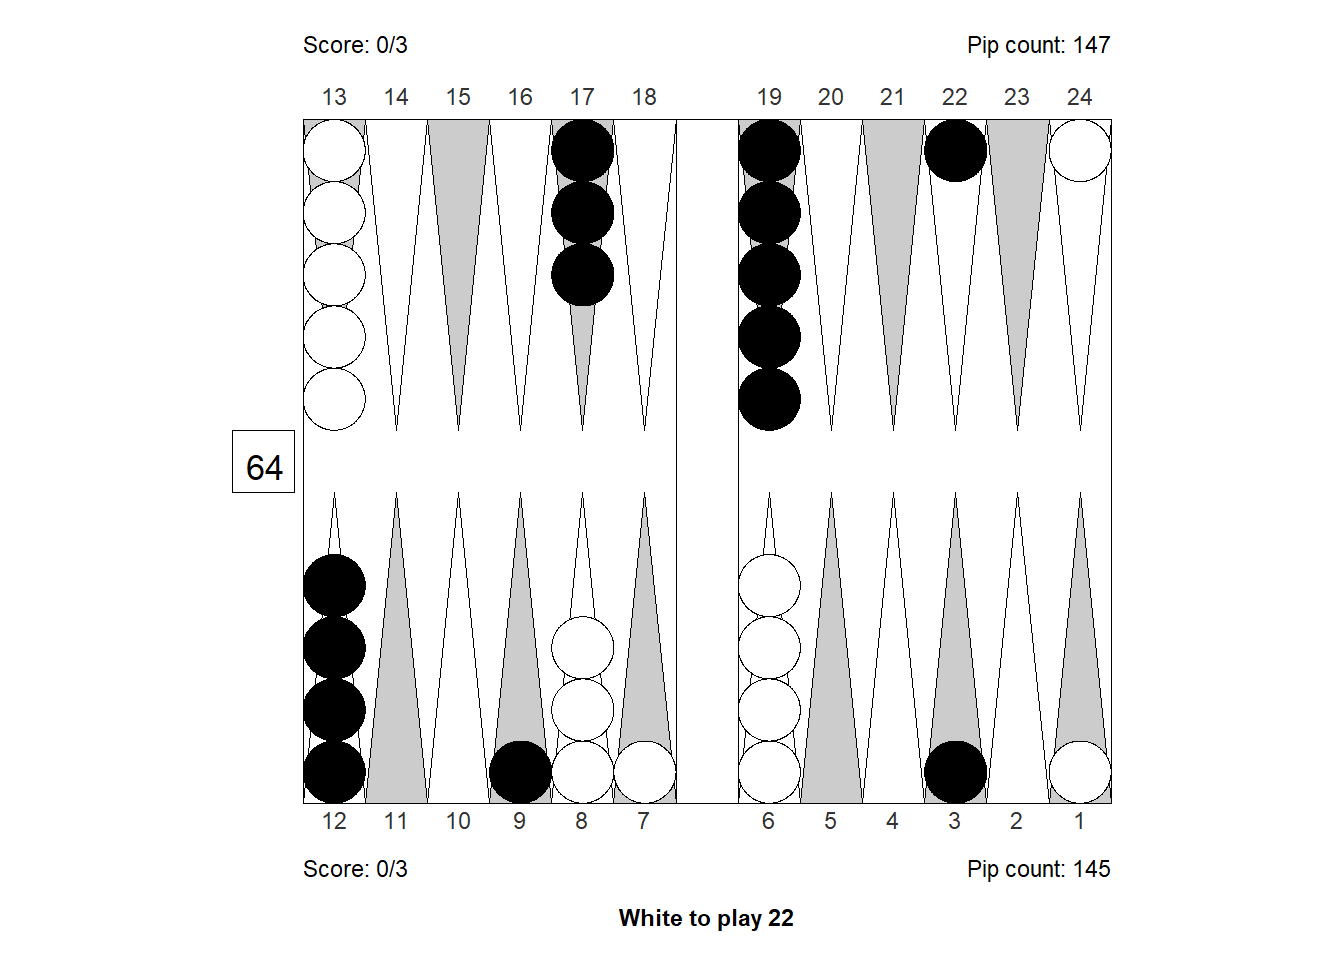 Score: 0/3 Pip count: 147
13 14 15 16 17 18 19 20 21 22 23 24
64
12 11 10 9 8 7 6 5 4 3 2 1
Score: 0/3 Pip count: 145
White to play 22